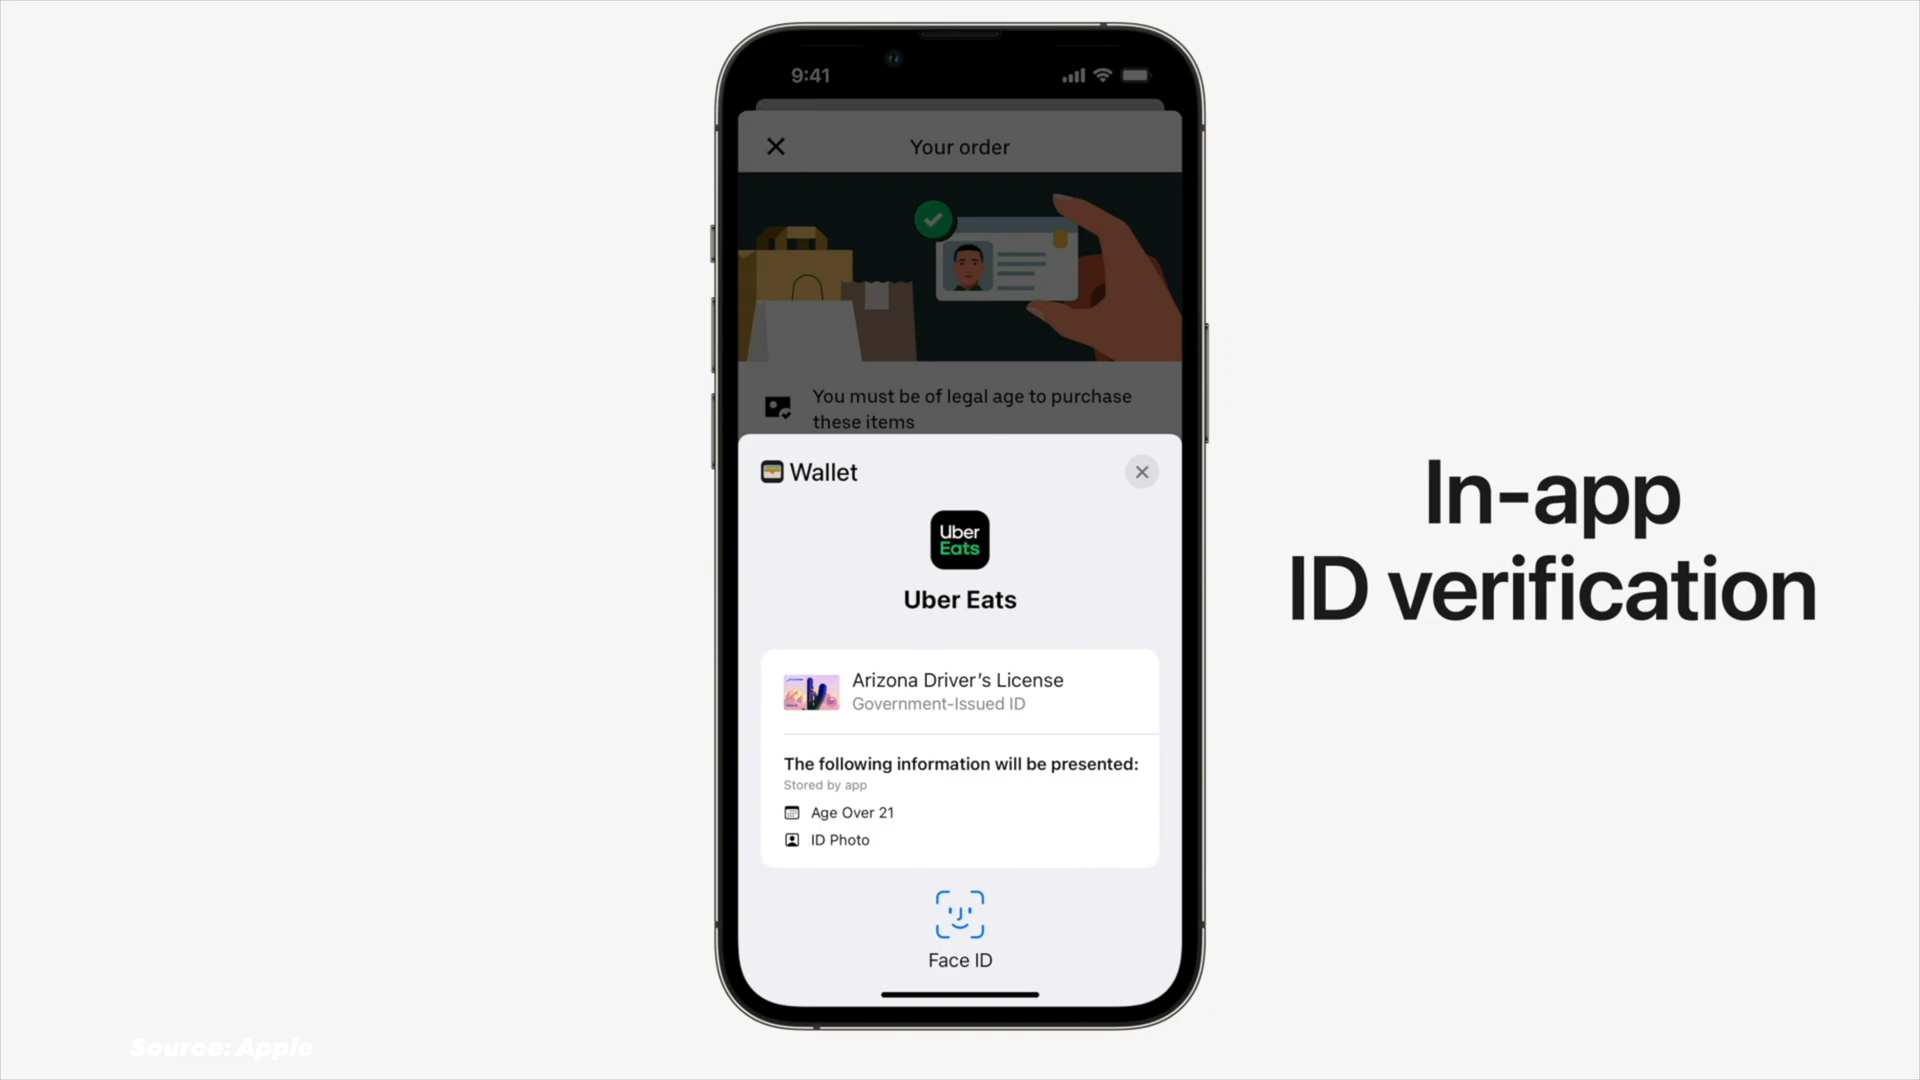 9:41
Your order
You must be of legal age to purchase
these items
Wallet
Uber
Eats
Uber Eats
Arizona Driver’s License
Government-Issued ID
The following information will be presented:
Stored by app
Age Over 21
ID Photo
Face ID
In-app
ID verification
Source: Apple